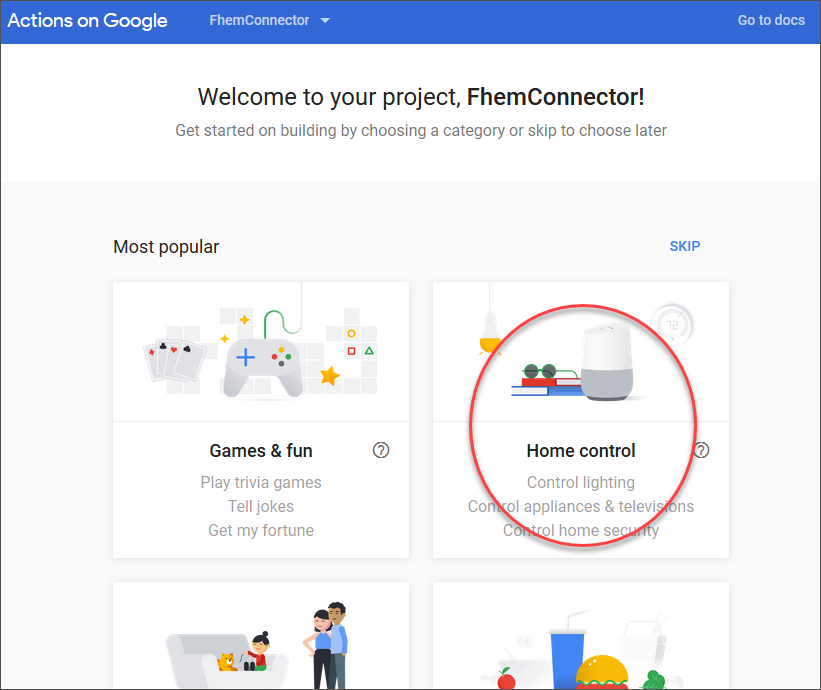 Actions on Google
FhemConnector
Go to docs
Welcome to your project, FhemConnector!
Get started on building by choosing a category or skip to choose later
Most popular
SKIP
72
Games & fun
?
Play trivia games
Tell jokes
Get my fortune
Home control
?
Control lighting
Control appliances & televisions
Control home security